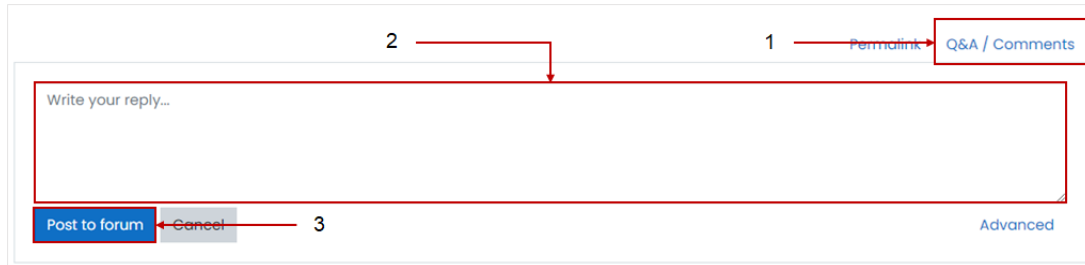 2 1 Permalink Q&A / Comments
Write your reply...
Post to forum Cancel 3 Advanced